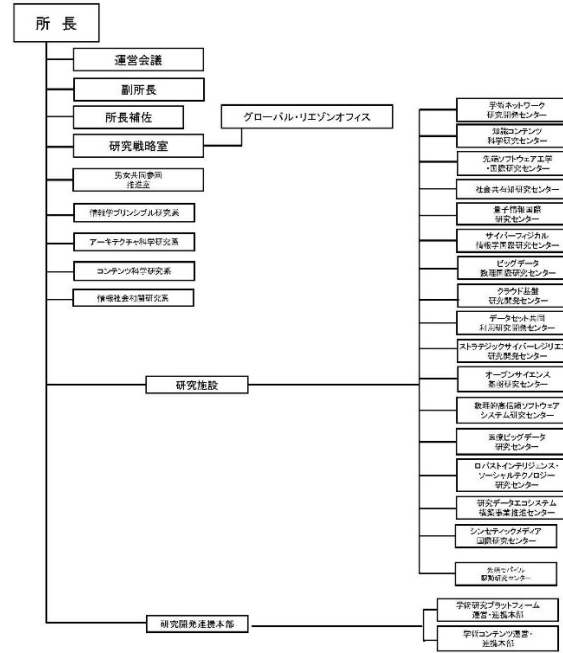 所 長
運営会議
副所長
所長補佐
研究戦略室
グローバル・リエゾンオフィス
男女共同参画
推進室
情報学プリンシプル研究系
アーキテクチャ科学研究系
コンテンツ科学研究系
情報社会相関研究系
研究施設
学術ネットワーク
研究開発センター
知識コンテンツ
科学研究センター
先端ソフトウェア工学
・国際研究センター
社会共有知研究センター
量子情報国際
研究センター
サイバーフィジカル
情報学国際研究センター
ビッグデータ
数理国際研究センター
クラウド基盤
研究開発センター
データセット共同
利用研究開発センター
ストラテジックサイバーレジリエンス
研究開発センター
オープンサイエンス
基盤研究センター
数理的高信頼ソフトウェア
システム研究センター
医療ビッグデータ
研究センター
ロバストインテリジェンス・
ソーシャルテクノロジー
研究センター
研究データエコシステム
構築事業推進センター
シンセティックメディア
国際研究センター
先端モバイル
駆動研究センター
研究開発連携本部
学術研究プラットフォーム
運営・連携本部
学術コンテンツ運営・
連携本部